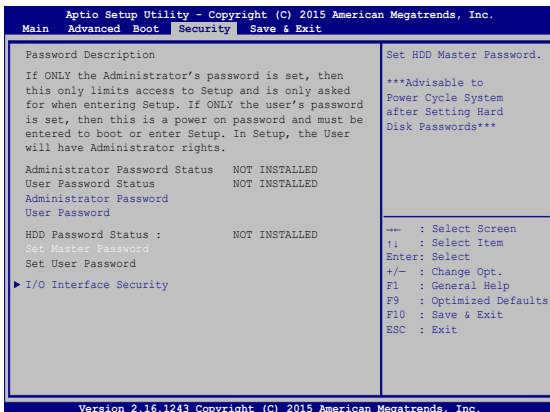 Aptio Setup Utility - Copyright (C) 2015 American Megatrends, Inc.
Main Advanced Boot Security Save & Exit
Password Description
If ONLY the Administrator's password is set, then
this only limits access to Setup and is only asked
for when entering Setup. If ONLY the user's password
is set, then this is a power on password and must be
entered to boot or enter Setup. In Setup, the User
will have Administrator rights.
Administrator Password Status NOT INSTALLED
User Password Status NOT INSTALLED
Administrator Password
User Password
HDD Password Status : NOT INSTALLED
Set Master Password
Set User Password
▶ I/O Interface Security
Set HDD Master Password.
***Advisable to
Power Cycle System
after Setting Hard
Disk Passwords***
→← : Select Screen
↑↓ : Select Item
Enter: Select
+/— : Change Opt.
F1 : General Help
F9 : Optimized Defaults
F10 : Save & Exit
ESC : Exit
Version 2.16.1243 Copyright (C) 2015 American Megatrends, Inc.